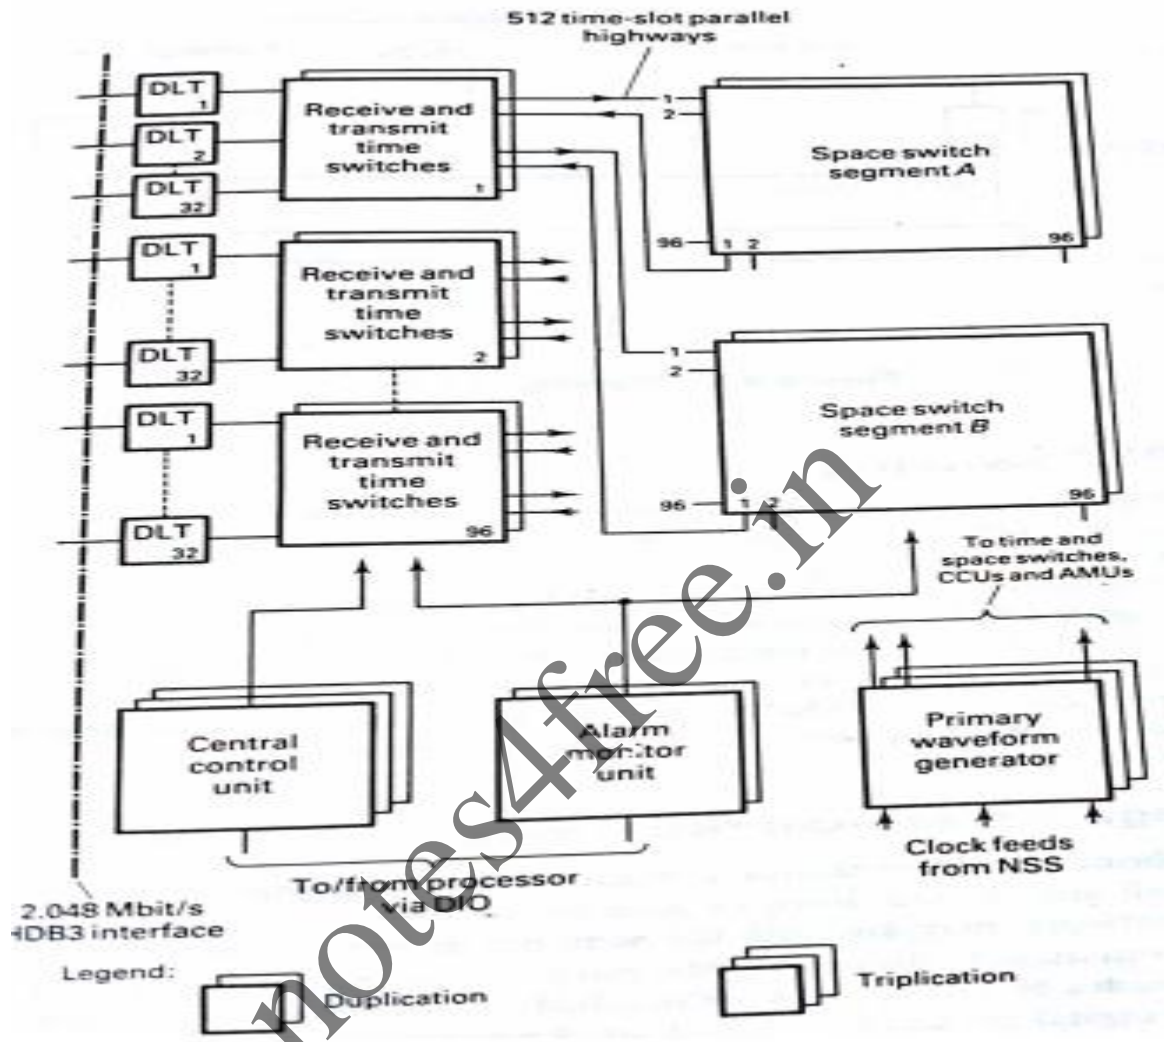 512 time-slot parallel
highways
DLT
1
DLT
2
DLT
32
Receive and
transmit
time
switches
1
1
2
96
1 2 96
Space switch
segment A
DLT
1
DLT
32
Receive and
transmit
time
switches
2
1
2
96
1 2 96
Space switch
segment B
DLT
1
DLT
32
Receive and
transmit
time
switches
96
To time and
space switches,
CCUs and AMUs
Central
control
unit
Alarm
monitor
unit
Primary
waveform
generator
To/from processor
via DIO
Clock feeds
from NSS
2.048 Mbit/s
HDB3 interface
Legend:
Duplication
Triplication
notes4free.in